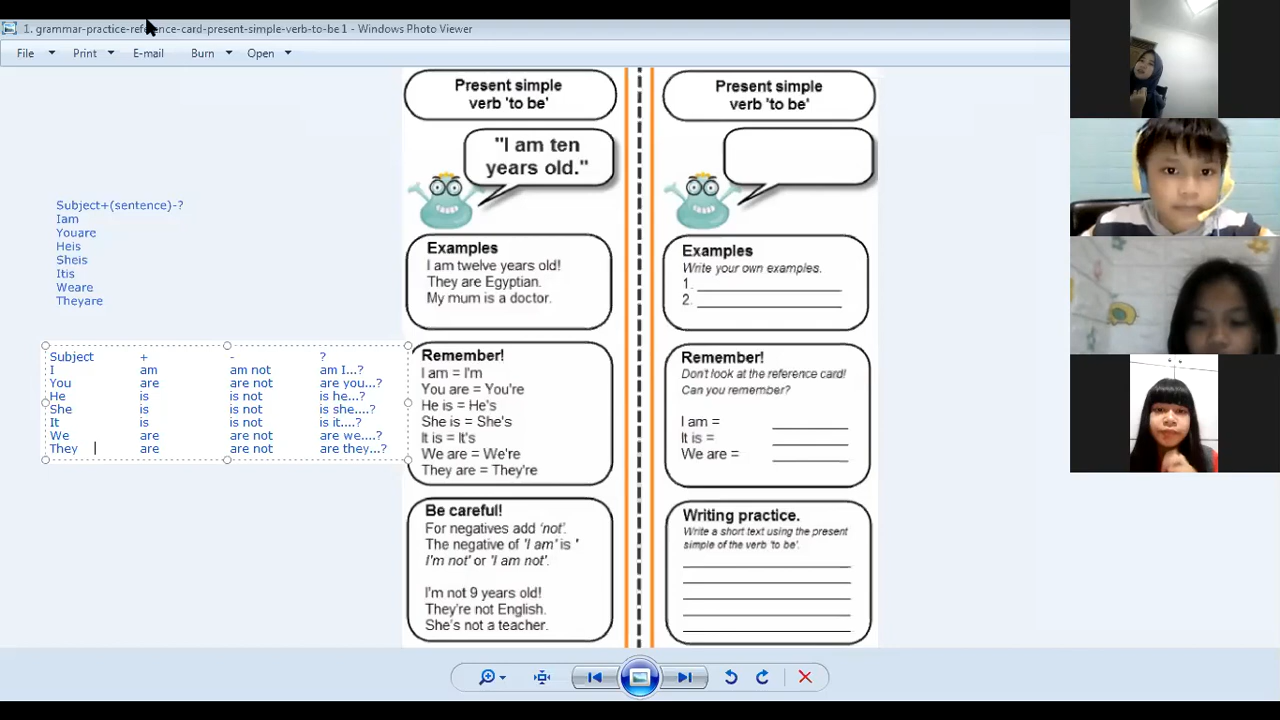 1. grammar-practice-reference-card-present-simple-verb-to-be 1 - Windows Photo Viewer
File Print E-mail Burn Open
Subject+(sentence)-?
Iam
Youare
Heis
Sheis
Itis
Weare
Theyare
Subject + - ?
I am am not am I...?
You are are not are you...?
He is is not is he...?
She is is not is she....?
It is is not is it....?
We are are not are we....?
They are are not are they...?
Present simple
verb 'to be'
"I am ten
years old."
Examples
I am twelve years old!
They are Egyptian.
My mum is a doctor.
Remember!
I am = I'm
You are = You're
He is = He's
She is = She's
It is = It's
We are = We're
They are = They're
Be careful!
For negatives add 'not'.
The negative of 'I am' is '
I'm not' or 'I am not'.
I'm not 9 years old!
They're not English.
She's not a teacher.
Present simple
verb 'to be'
Examples
Write your own examples.
1.
2.
Remember!
Don't look at the reference card!
Can you remember?
I am =
It is =
We are =
Writing practice.
Write a short text using the present
simple of the verb 'to be'.